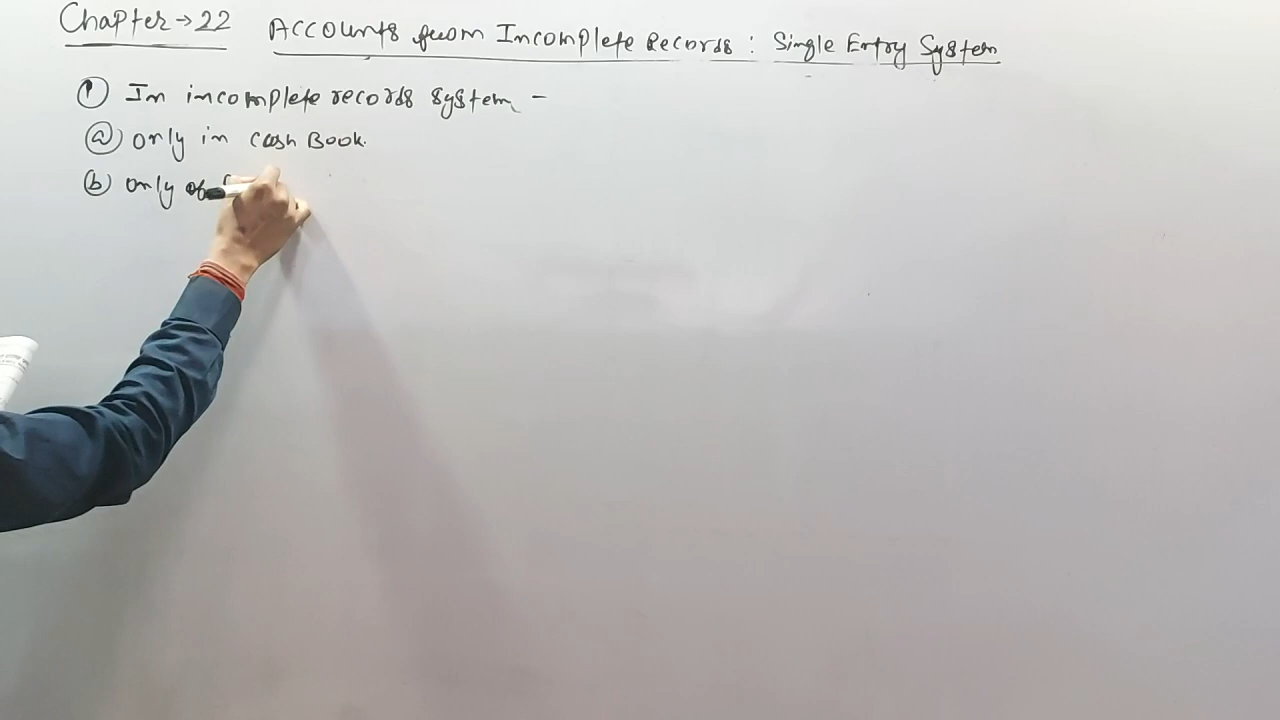 Chapter → 22 Accounts from Incomplete Records : Single Entry System
① In incomplete records system -
ⓐ only in Cash Book.
ⓑ only of